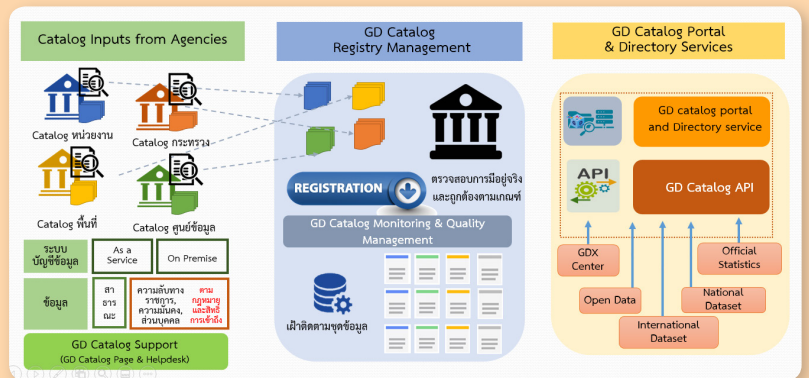 Catalog Inputs from Agencies
Catalog หน่วยงาน
Catalog กระทรวง
Catalog พื้นที่
Catalog ศูนย์ข้อมูล
ระบบ
บัญชีข้อมูล
As a
Service
On Premise
ข้อมูล
สา
ธาร
ณะ
ความลับทาง
ราชการ,
ความมั่นคง,
ส่วนบุคคล
ตาม
กฎหมาย
และสิทธิ
การเข้าถึง
GD Catalog Support
(GD Catalog Page & Helpdesk)
GD Catalog
Registry Management
REGISTRATION
ตรวจสอบการมีอยู่จริง
และถูกต้องตามเกณฑ์
GD Catalog Monitoring & Quality
Management
เฝ้าติดตามชุดข้อมูล
GD Catalog Portal
& Directory Services
GD catalog portal
and Directory service
API
GD Catalog API
GDX
Center
Official
Statistics
Open Data
National
Dataset
International
Dataset